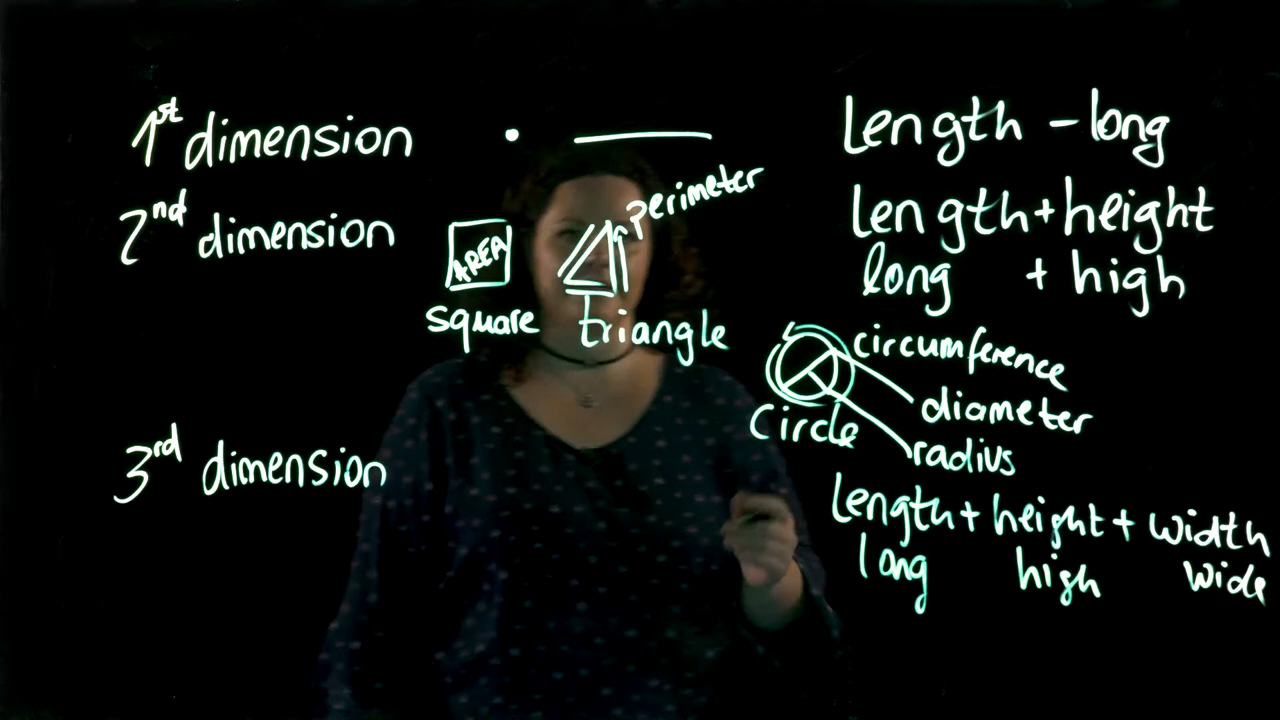 1st dimension
Length - long
2nd dimension
AREA
square
perimeter
triangle
Length + height
long + high
circle
circumference
diameter
radius
3rd dimension
Length + height + width
long high wide